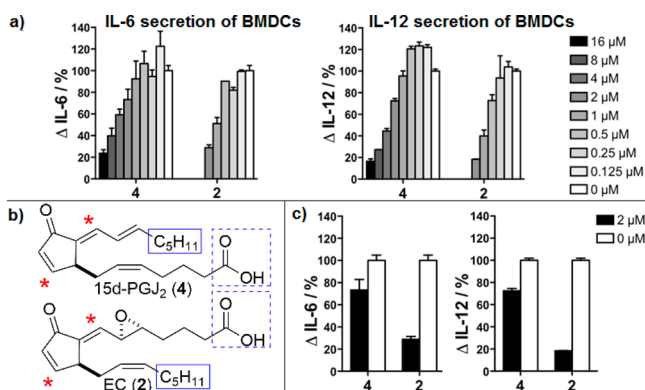 a) IL-6 secretion of BMDCs IL-12 secretion of BMDCs
Δ IL-6 / %
140
120
100
80
60
40
20
0
4 2
Δ IL-12 / %
140
120
100
80
60
40
20
0
4 2
16 µM
8 µM
4 µM
2 µM
1 µM
0.5 µM
0.25 µM
0.125 µM
0 µM
b)
O
*
C5H11
O
OH
*
15d-PGJ2 (4)
O
*
O
O
OH
*
C5H11
EC (2)
c)
2 µM
0 µM
Δ IL-6 / %
140
120
100
80
60
40
20
0
4 2
Δ IL-12 / %
140
120
100
80
60
40
20
0
4 2